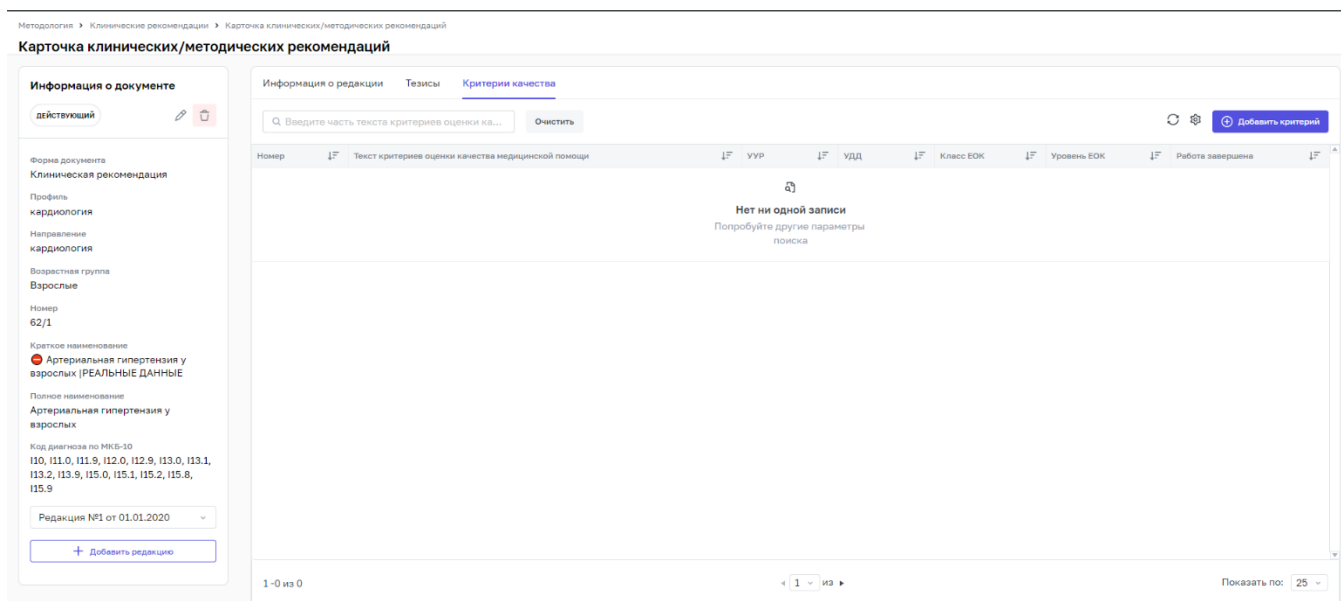 Методология > Клинические рекомендации > Карточка клинических/методических рекомендаций
Карточка клинических/методических рекомендаций
Информация о документе
действующий
Форма документа
Клиническая рекомендация
Профиль
кардиология
Направление
кардиология
Возрастная группа
Взрослые
Номер
62/1
Краткое наименование
⛔ Артериальная гипертензия у
взрослых |РЕАЛЬНЫЕ ДАННЫЕ
Полное наименование
Артериальная гипертензия у
взрослых
Код диагноза по МКБ-10
I10, I11.0, I11.9, I12.0, I12.9, I13.0, I13.1,
I13.2, I13.9, I15.0, I15.1, I15.2, I15.8,
I15.9
Редакция №1 от 01.01.2020
+ Добавить редакцию
Информация о редакции Тезисы Критерии качества
Введите часть текста критериев оценки ка... Очистить Добавить критерий
Номер Текст критериев оценки качества медицинской помощи УУР УДД Класс ЕОК Уровень ЕОК Работа завершена
Нет ни одной записи
Попробуйте другие параметры
поиска
1 -0 из 0 1 из Показать по: 25